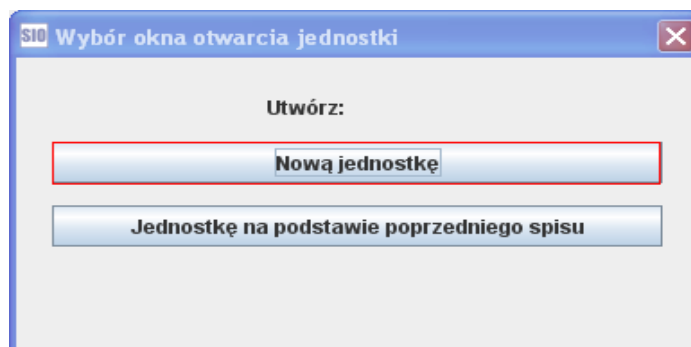 SIO Wybór okna otwarcia jednostki
Utwórz:
Nową jednostkę
Jednostkę na podstawie poprzedniego spisu